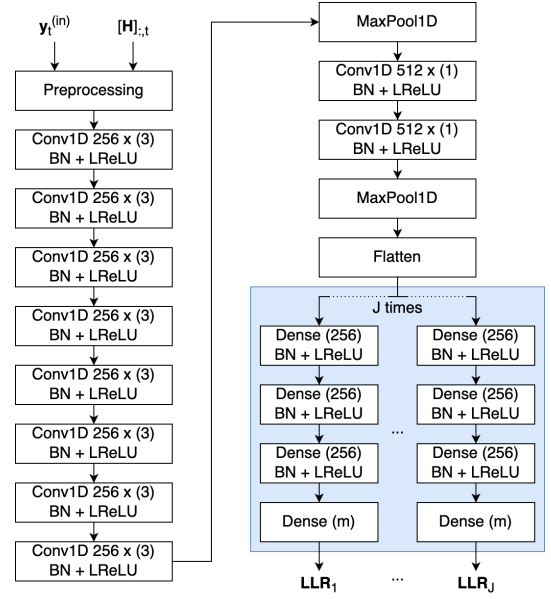 y_t^(in) [H]_:,t
Preprocessing
Conv1D 256 x (3)
BN + LReLU
Conv1D 256 x (3)
BN + LReLU
Conv1D 256 x (3)
BN + LReLU
Conv1D 256 x (3)
BN + LReLU
Conv1D 256 x (3)
BN + LReLU
Conv1D 256 x (3)
BN + LReLU
Conv1D 256 x (3)
BN + LReLU
Conv1D 256 x (3)
BN + LReLU
MaxPool1D
Conv1D 512 x (1)
BN + LReLU
Conv1D 512 x (1)
BN + LReLU
MaxPool1D
Flatten
J times
Dense (256)
BN + LReLU
Dense (256)
BN + LReLU
Dense (256)
BN + LReLU
Dense (m)
LLR_1
...
...
Dense (256)
BN + LReLU
Dense (256)
BN + LReLU
Dense (256)
BN + LReLU
Dense (m)
LLR_J